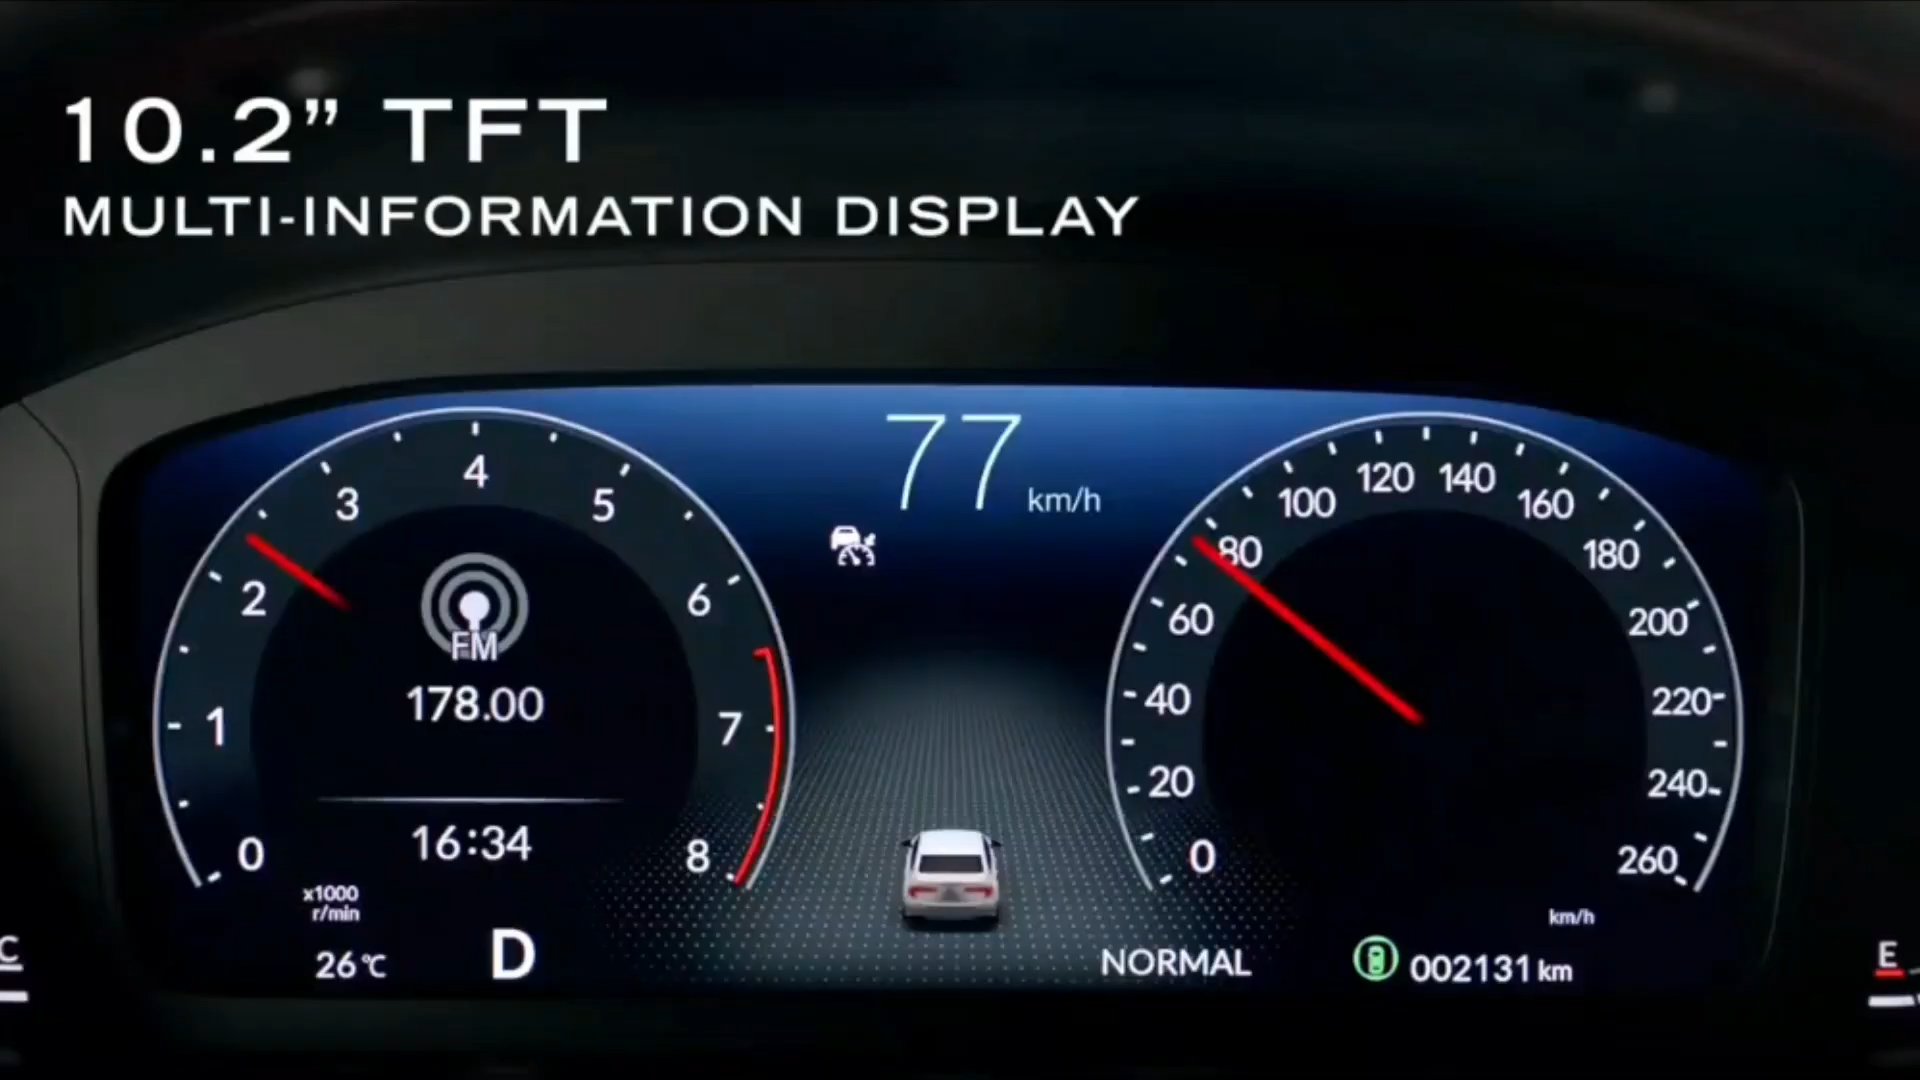 10.2” TFT
MULTI-INFORMATION DISPLAY
77 km/h
0
1
2
3
4
5
6
7
8
FM
178.00
16:34
x1000
r/min
26 °C
D
0
20
40
60
80
100
120
140
160
180
200
220
240
260
km/h
NORMAL
002131 km
C
E